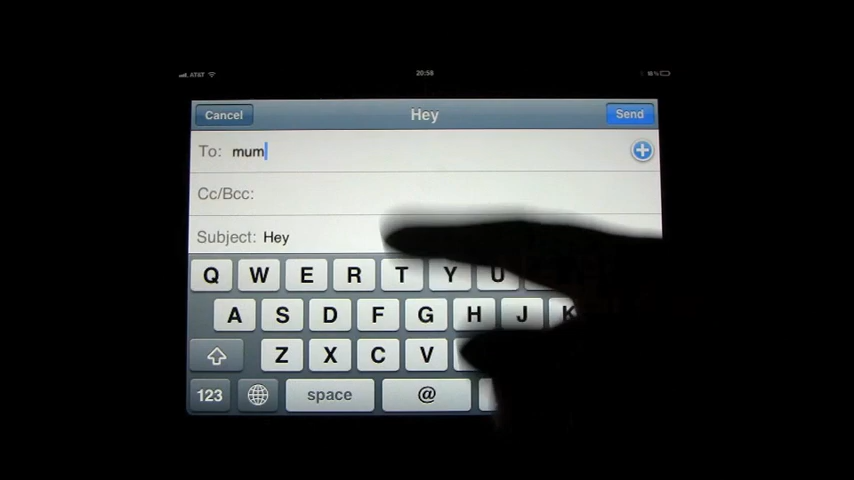 AT&T 20:58 %
Cancel Hey Send
To: mum
Cc/Bcc:
Subject: Hey
Q W E R T Y U
A S D F G H J K
Z X C V
123 space @